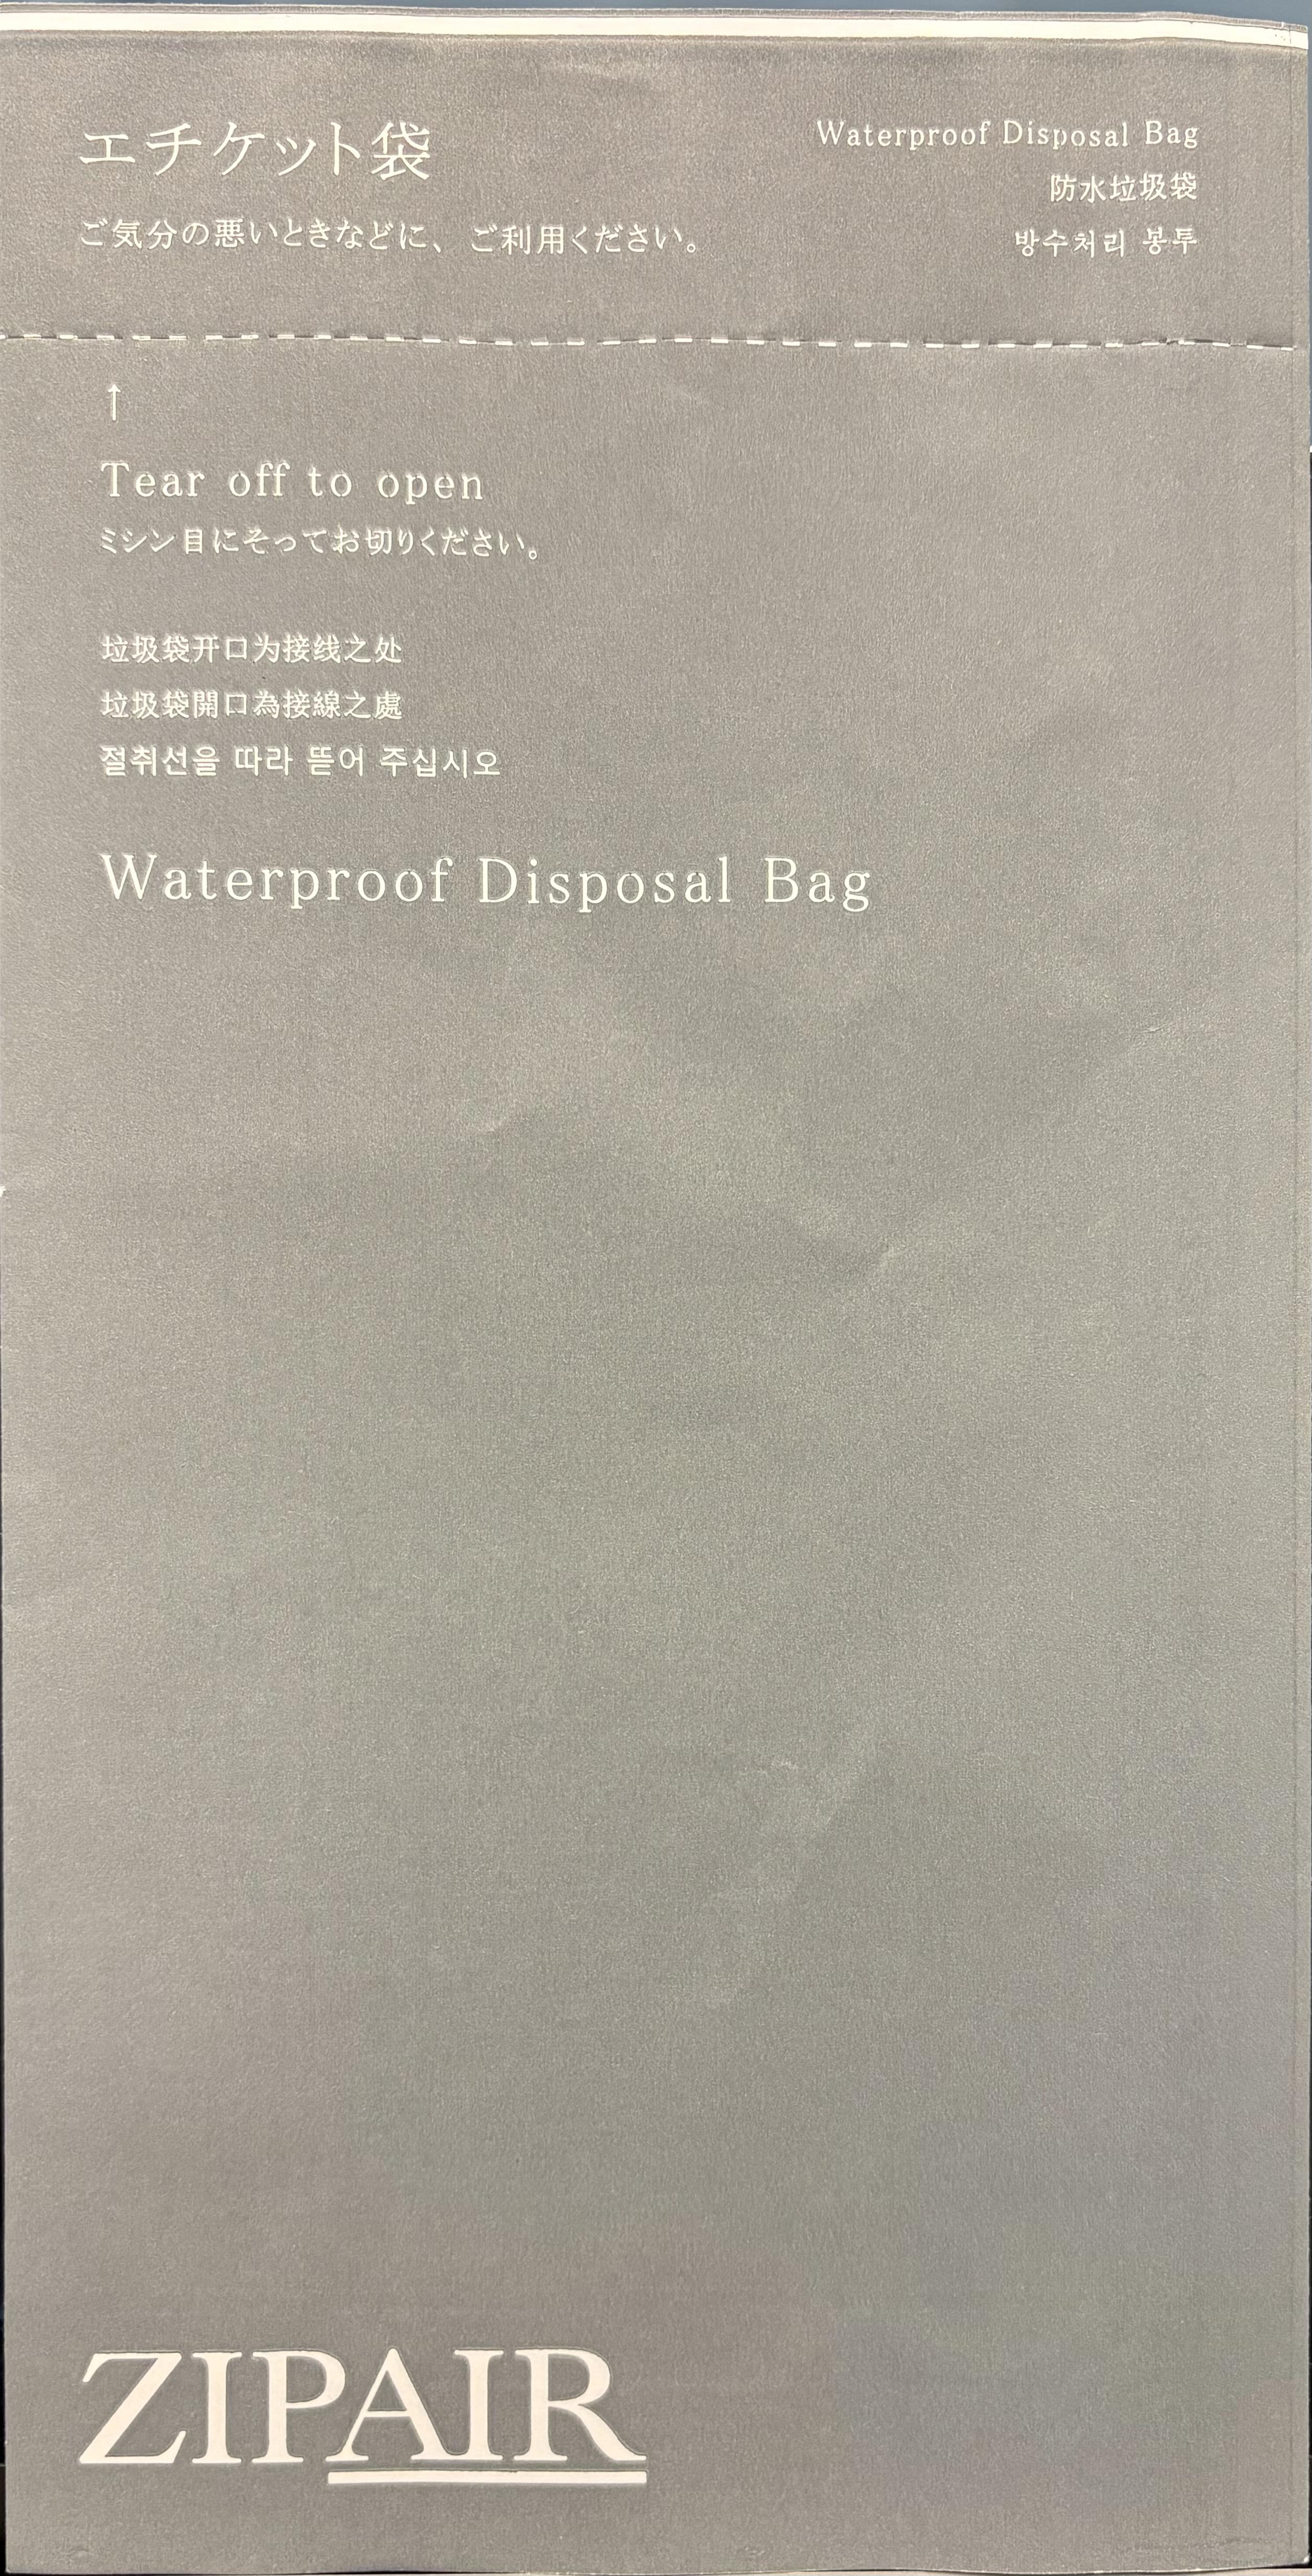 エチケット袋
ご気分の悪いときなどに、ご利用ください。
Waterproof Disposal Bag
防水垃圾袋
방수처리 봉투
↑
Tear off to open
ミシン目にそってお切りください。
垃圾袋开口为接线之处
垃圾袋開口為接線之處
절취선을 따라 뜯어 주십시오
Waterproof Disposal Bag
ZIPAIR